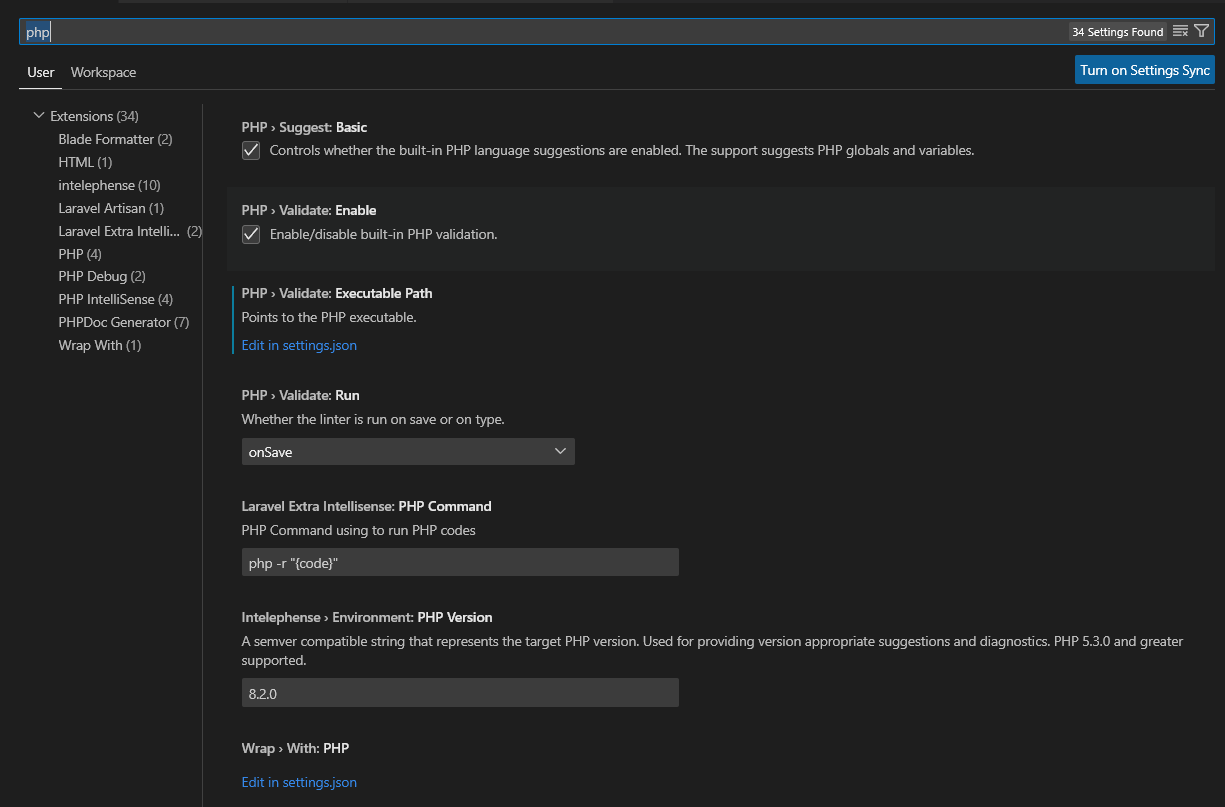 php
34 Settings Found
User
Workspace
Turn on Settings Sync
Extensions (34)
Blade Formatter (2)
HTML (1)
intelephense (10)
Laravel Artisan (1)
Laravel Extra Intelli... (2)
PHP (4)
PHP Debug (2)
PHP IntelliSense (4)
PHPDoc Generator (7)
Wrap With (1)
PHP › Suggest: Basic
Controls whether the built-in PHP language suggestions are enabled. The support suggests PHP globals and variables.
PHP › Validate: Enable
Enable/disable built-in PHP validation.
PHP › Validate: Executable Path
Points to the PHP executable.
Edit in settings.json
PHP › Validate: Run
Whether the linter is run on save or on type.
onSave
Laravel Extra Intellisense: PHP Command
PHP Command using to run PHP codes
php -r "{code}"
Intelephense › Environment: PHP Version
A semver compatible string that represents the target PHP version. Used for providing version appropriate suggestions and diagnostics. PHP 5.3.0 and greater
supported.
8.2.0
Wrap › With: PHP
Edit in settings.json